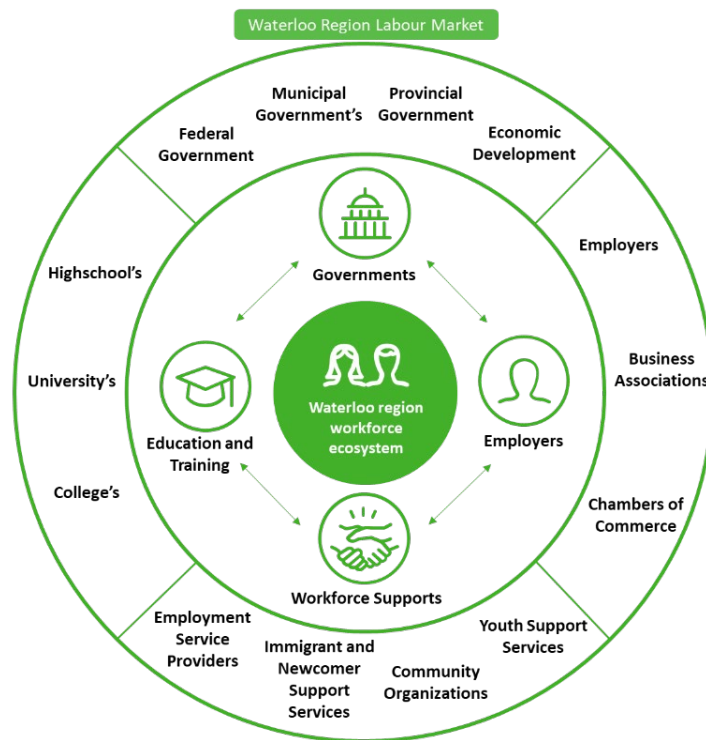 Waterloo Region Labour Market
Municipal
Government's
Provincial
Government
Federal
Government
Economic
Development
Highschool's
University's
College's
Employers
Business
Associations
Chambers of
Commerce
Governments
Education and
Training
Waterloo region
workforce
ecosystem
Employers
Workforce Supports
Employment
Service
Providers
Immigrant and
Newcomer
Support
Services
Community
Organizations
Youth Support
Services